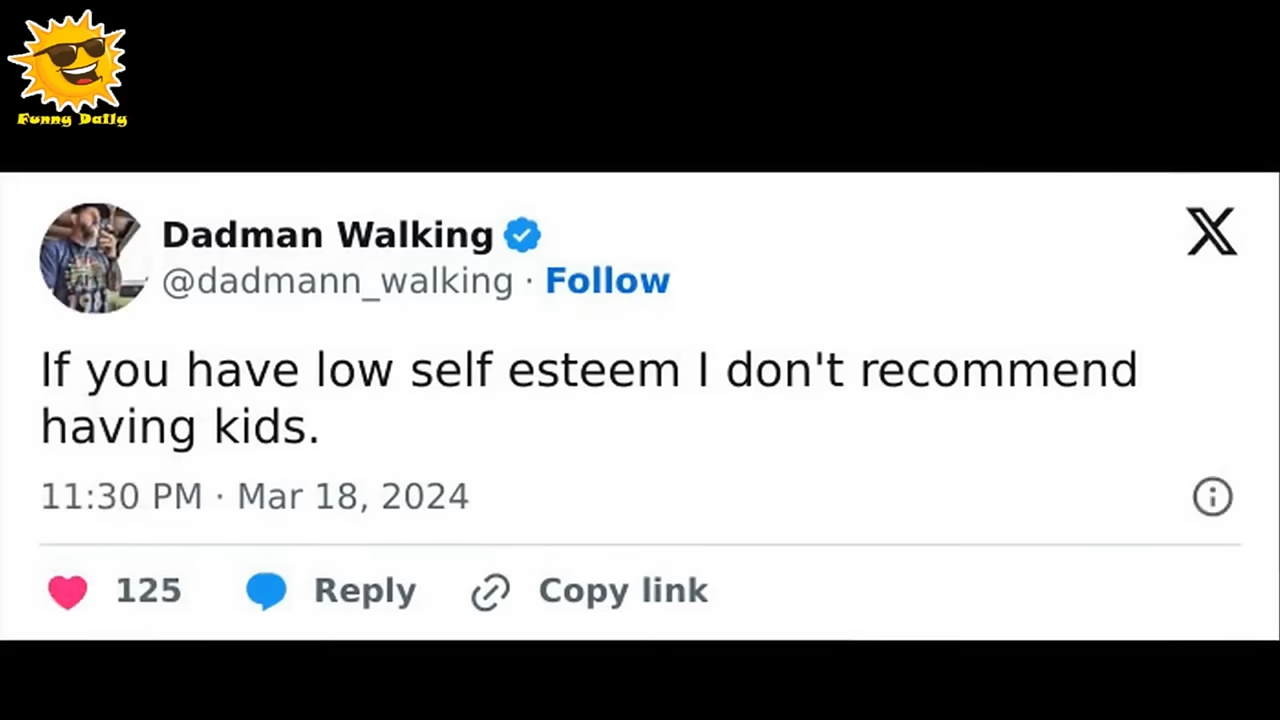 Funny Daily
Dadman Walking
@dadmann_walking · Follow
If you have low self esteem I don't recommend
having kids.
11:30 PM · Mar 18, 2024
125 Reply Copy link